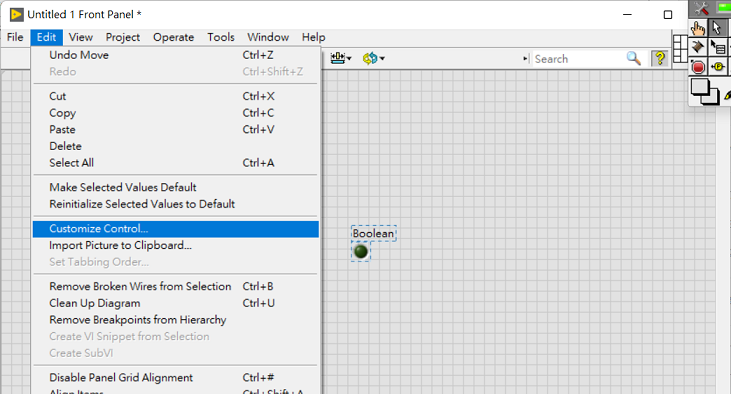 Untitled 1 Front Panel *
File Edit View Project Operate Tools Window Help
Search
Undo Move Ctrl+Z
Redo Ctrl+Shift+Z
Cut Ctrl+X
Copy Ctrl+C
Paste Ctrl+V
Delete
Select All Ctrl+A
Make Selected Values Default
Reinitialize Selected Values to Default
Customize Control...
Import Picture to Clipboard...
Set Tabbing Order...
Remove Broken Wires from Selection Ctrl+B
Clean Up Diagram Ctrl+U
Remove Breakpoints from Hierarchy
Create VI Snippet from Selection
Create SubVI
Disable Panel Grid Alignment Ctrl+#
Align Items Ctrl+Shift+A
Boolean